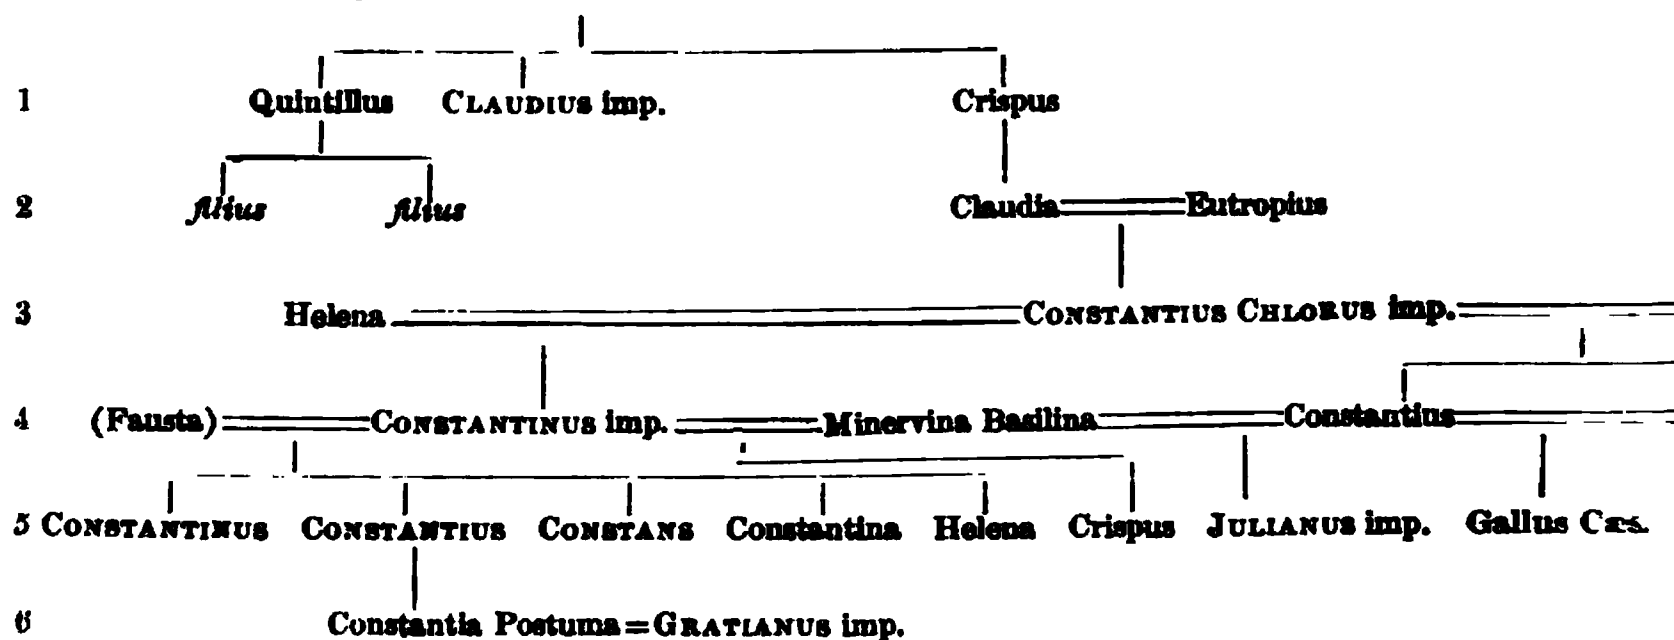 1 Quintillus CLAUDIUS imp. Crispus
2 filius filius Claudia Eutropius
3 Helena CONSTANTIUS CHLORUS imp.
4 (Fausta) CONSTANTINUS imp. Minervina Basilina Constantius
5 CONSTANTINUS CONSTANTIUS CONSTANS Constantina Helena Crispus JULIANUS imp. Gallus Cæs.
6 Constantia Postuma=GRATIANUS imp.